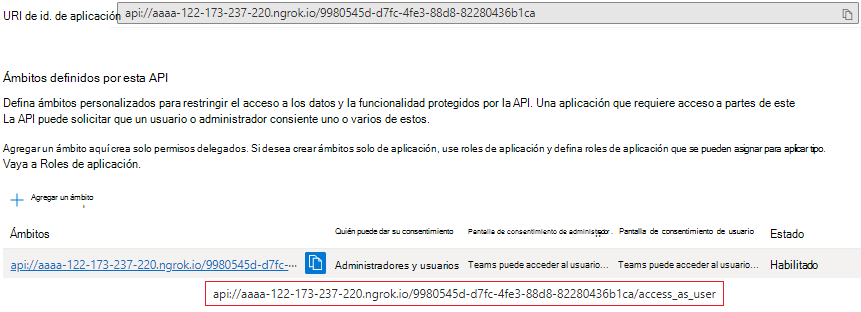 URI de id. de aplicación api://aaaa-122-173-237-220.ngrok.io/9980545d-d7fc-4fe3-88d8-82280436b1ca
Ámbitos definidos por esta API
Defina ámbitos personalizados para restringir el acceso a los datos y la funcionalidad protegidos por la API. Una aplicación que requiere acceso a partes de este
La API puede solicitar que un usuario o administrador consiente uno o varios de estos.
Agregar un ámbito aquí crea solo permisos delegados. Si desea crear ámbitos solo de aplicación, use roles de aplicación y defina roles de aplicación que se pueden asignar para aplicar tipo.
Vaya a Roles de aplicación.
Agregar un ámbito
Ámbitos Quién puede dar su consentimiento Pantalla de consentimiento de administrador... Pantalla de consentimiento de usuario Estado
api://aaaa-122-173-237-220.ngrok.io/9980545d-d7fc-... Administradores y usuarios Teams puede acceder al usuario... Teams puede acceder al usuario... Habilitado
api://aaaa-122-173-237-220.ngrok.io/9980545d-d7fc-4fe3-88d8-82280436b1ca/access_as_user